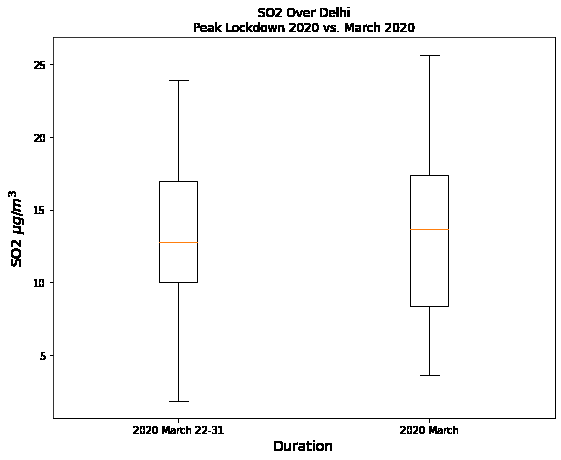 SO2 Over Delhi
Peak Lockdown 2020 vs. March 2020
25
20
15
10
5
SO2 µg/m³
2020 March 22-31
2020 March
Duration